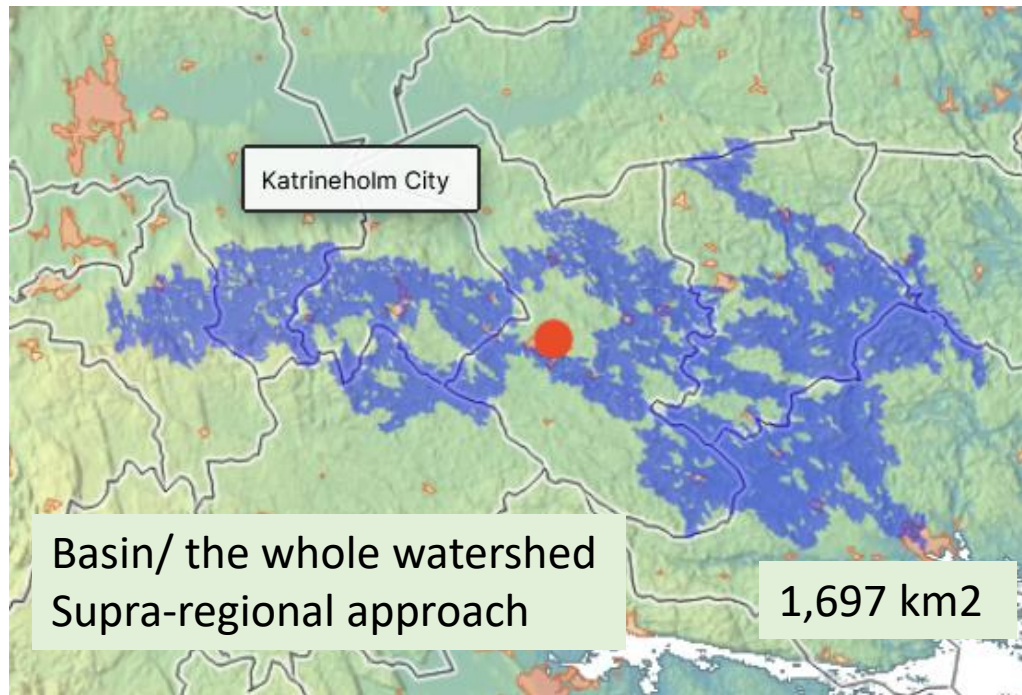 Katrineholm City
Basin/ the whole watershed
Supra-regional approach
1,697 km2